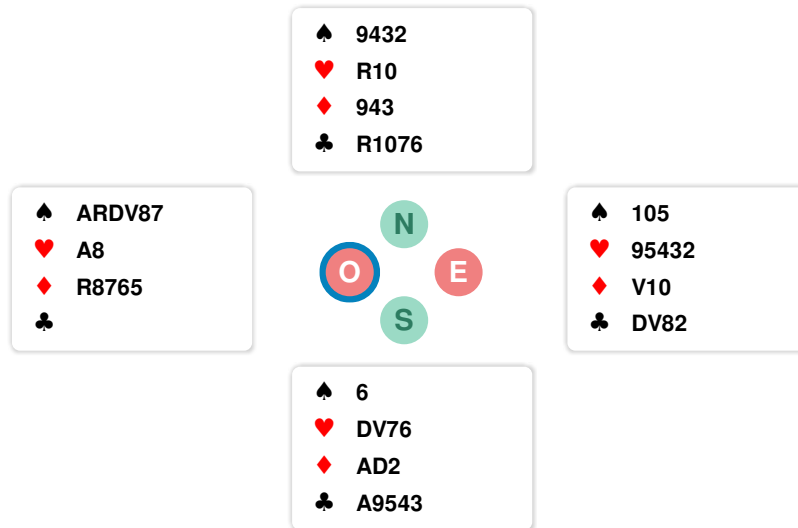 ♠ 9432
♥ R10
♦ 943
♣ R1076
♠ ARDV87
♥ A8
♦ R8765
♣
N
O
E
S
♠ 105
♥ 95432
♦ V10
♣ DV82
♠ 6
♥ DV76
♦ AD2
♣ A9543